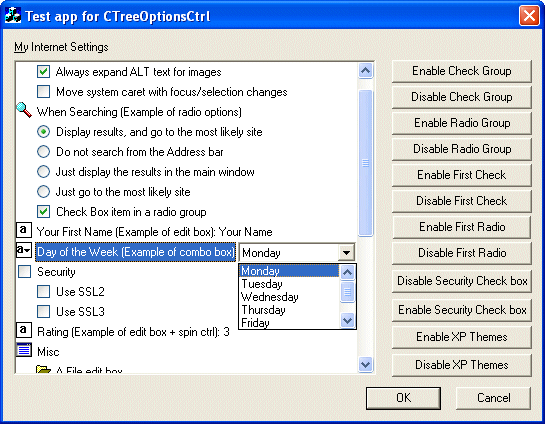 Test app for CTreeOptionsCtrl
My Internet Settings
Always expand ALT text for images
Move system caret with focus/selection changes
When Searching (Example of radio options)
Display results, and go to the most likely site
Do not search from the Address bar
Just display the results in the main window
Just go to the most likely site
Check Box item in a radio group
a Your First Name (Example of edit box): Your Name
a Day of the Week (Example of combo box) Monday
Monday
Tuesday
Wednesday
Thursday
Friday
Security
Use SSL2
Use SSL3
a Rating (Example of edit box + spin ctrl): 3
Misc
A File edit box
Enable Check Group
Disable Check Group
Enable Radio Group
Disable Radio Group
Enable First Check
Disable First Check
Enable First Radio
Disable First Radio
Disable Security Check box
Enable Security Check box
Enable XP Themes
Disable XP Themes
OK
Cancel